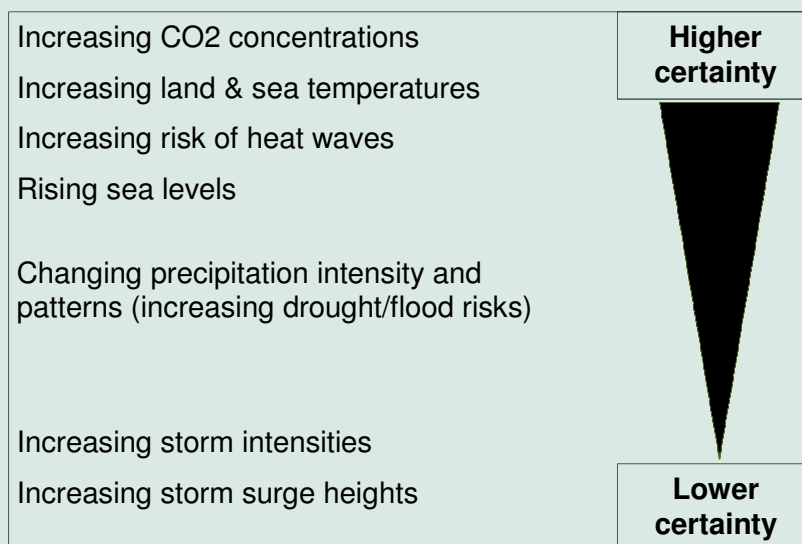 Increasing CO2 concentrations
Increasing land & sea temperatures
Increasing risk of heat waves
Rising sea levels
Changing precipitation intensity and
patterns (increasing drought/flood risks)
Increasing storm intensities
Increasing storm surge heights
Higher
certainty
Lower
certainty